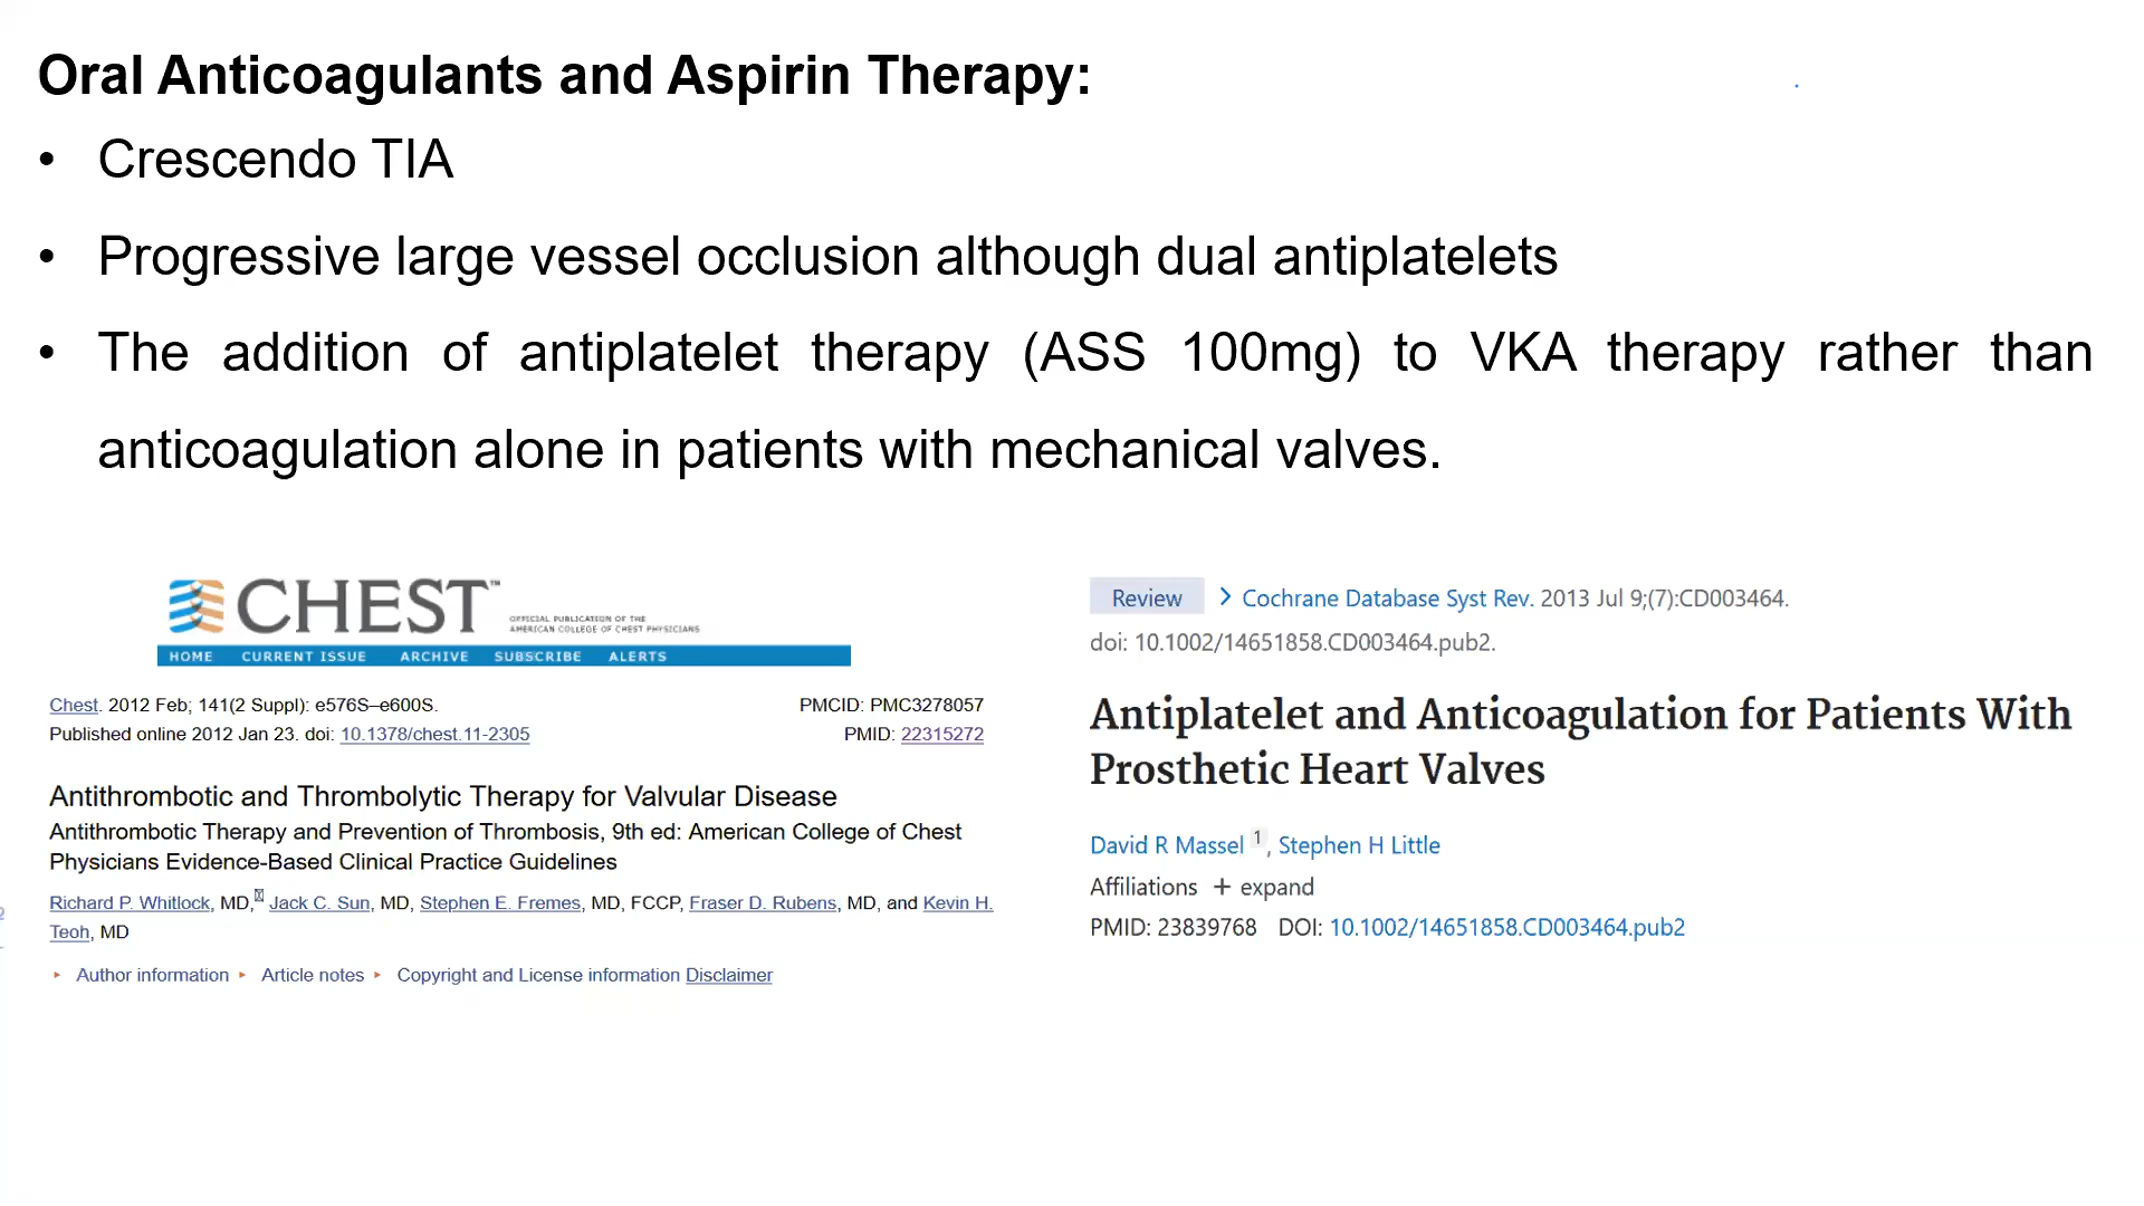 Oral Anticoagulants and Aspirin Therapy:
• Crescendo TIA
• Progressive large vessel occlusion although dual antiplatelets
• The addition of antiplatelet therapy (ASS 100mg) to VKA therapy rather than
anticoagulation alone in patients with mechanical valves.
CHEST™
OFFICIAL PUBLICATION OF THE
AMERICAN COLLEGE OF CHEST PHYSICIANS
HOME CURRENT ISSUE ARCHIVE SUBSCRIBE ALERTS
Chest. 2012 Feb; 141(2 Suppl): e576S–e600S. PMCID: PMC3278057
Published online 2012 Jan 23. doi: 10.1378/chest.11-2305 PMID: 22315272
Antithrombotic and Thrombolytic Therapy for Valvular Disease
Antithrombotic Therapy and Prevention of Thrombosis, 9th ed: American College of Chest
Physicians Evidence-Based Clinical Practice Guidelines
Richard P. Whitlock, MD, Jack C. Sun, MD, Stephen E. Fremes, MD, FCCP, Fraser D. Rubens, MD, and Kevin H.
Teoh, MD
Author information Article notes Copyright and License information Disclaimer
Review > Cochrane Database Syst Rev. 2013 Jul 9;(7):CD003464.
doi: 10.1002/14651858.CD003464.pub2.
Antiplatelet and Anticoagulation for Patients With
Prosthetic Heart Valves
David R Massel 1, Stephen H Little
Affiliations + expand
PMID: 23839768 DOI: 10.1002/14651858.CD003464.pub2